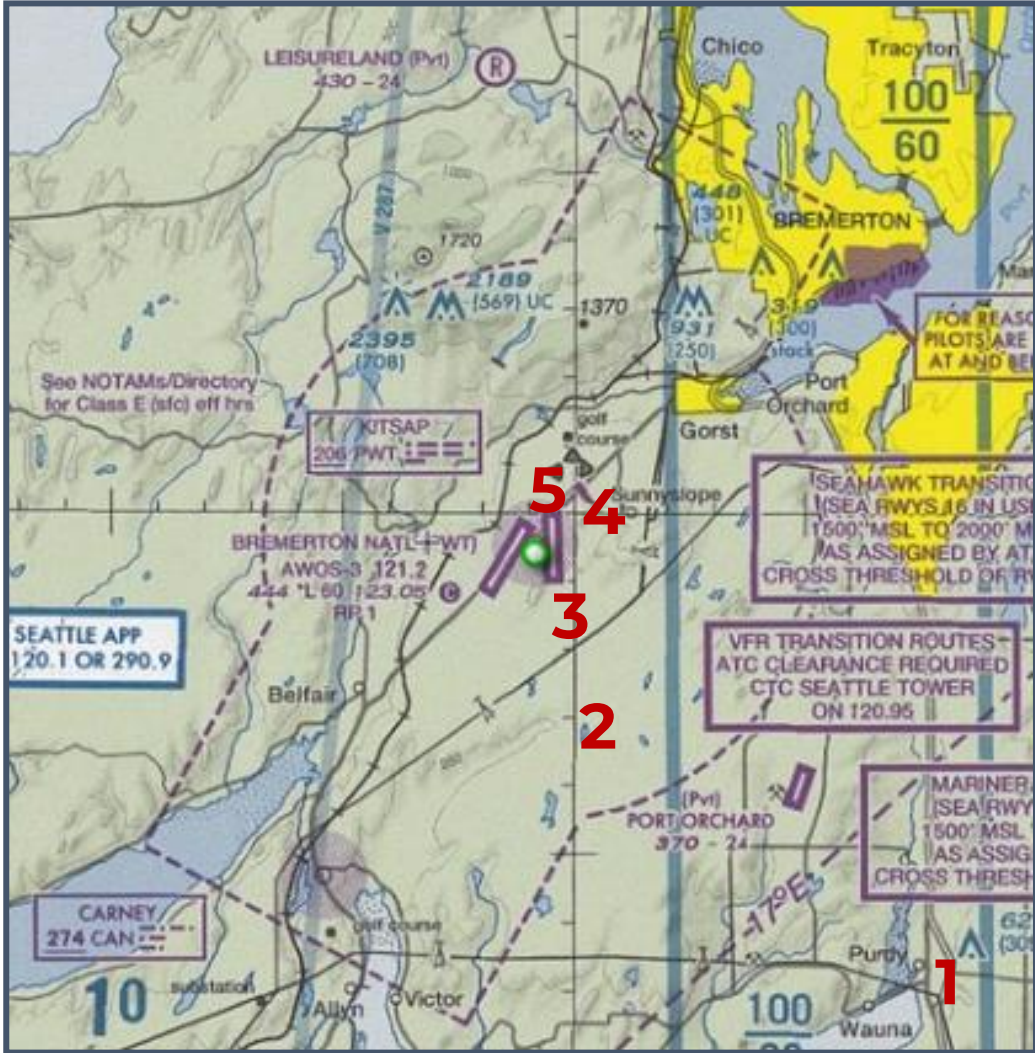 Chico
Tracyton
LEISURELAND (Pvt)
430 - 24
R
100
60
V 287
1000
448
(301)
UC
BREMERTON
1720
2189
(569) UC
1370
2395
(708)
931
(250)
319
(300)
stack
FOR REASO
PILOTS ARE
AT AND BE
See NOTAMs/Directory
for Class E (sfc) eff hrs
Port
Orchard
KITSAP
206 PWT
golf
course
Gorst
5
4
Sunnyslope
SEAHAWK TRANSITIO
(SEA RWYS 16 IN US
1500' MSL TO 2000' M
AS ASSIGNED BY AT
CROSS THRESHOLD OF R
BREMERTON NATL (PWT)
AWOS-3 121.2
444 *L 60 123.05 C
RP 1
3
SEATTLE APP
120.1 OR 290.9
VFR TRANSITION ROUTES
ATC CLEARANCE REQUIRED
CTC SEATTLE TOWER
ON 120.95
Belfair
2
(Pvt)
PORT ORCHARD
370 - 24
MARINER
(SEA RWY
1500' MSL
AS ASSIG
CROSS THRESH
17°E
CARNEY
274 CAN
golf course
62
(30
Purdy
1
10
substation
Allyn
Victor
100
Wauna